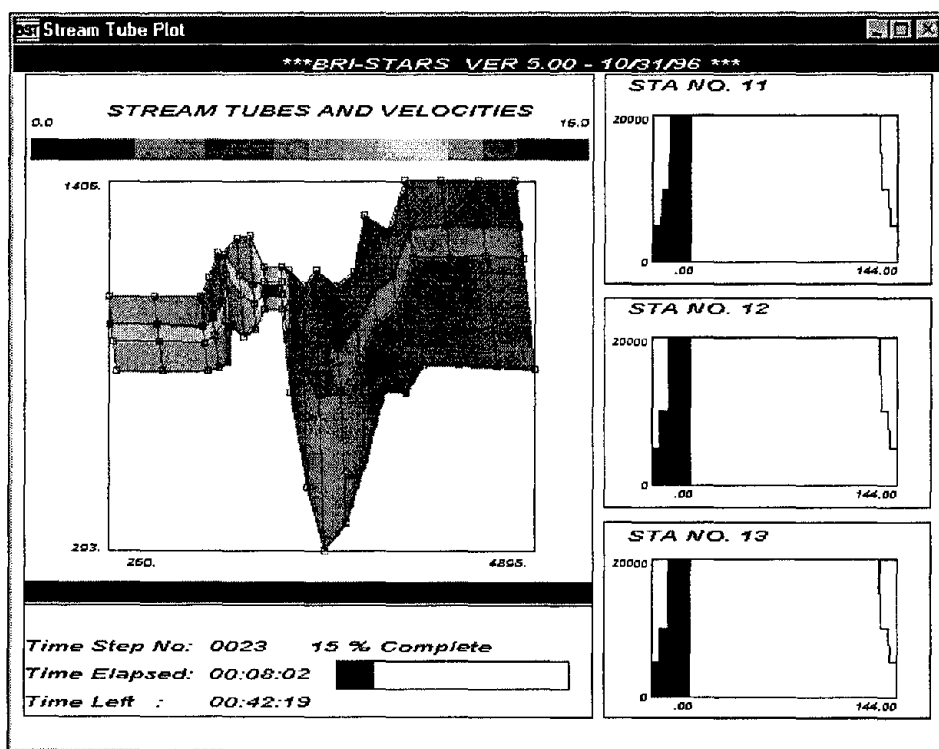 DST Stream Tube Plot
***BRI-STARS VER 5.00 - 10/31/96 ***
STREAM TUBES AND VELOCITIES
0.0 16.0
1406.
293.
260. 4895.
Time Step No: 0023 15 % Complete
Time Elapsed: 00:08:02
Time Left : 00:42:19
STA NO. 11
20000
0
.00 144.00
STA NO. 12
20000
0
.00 144.00
STA NO. 13
20000
0
.00 144.00